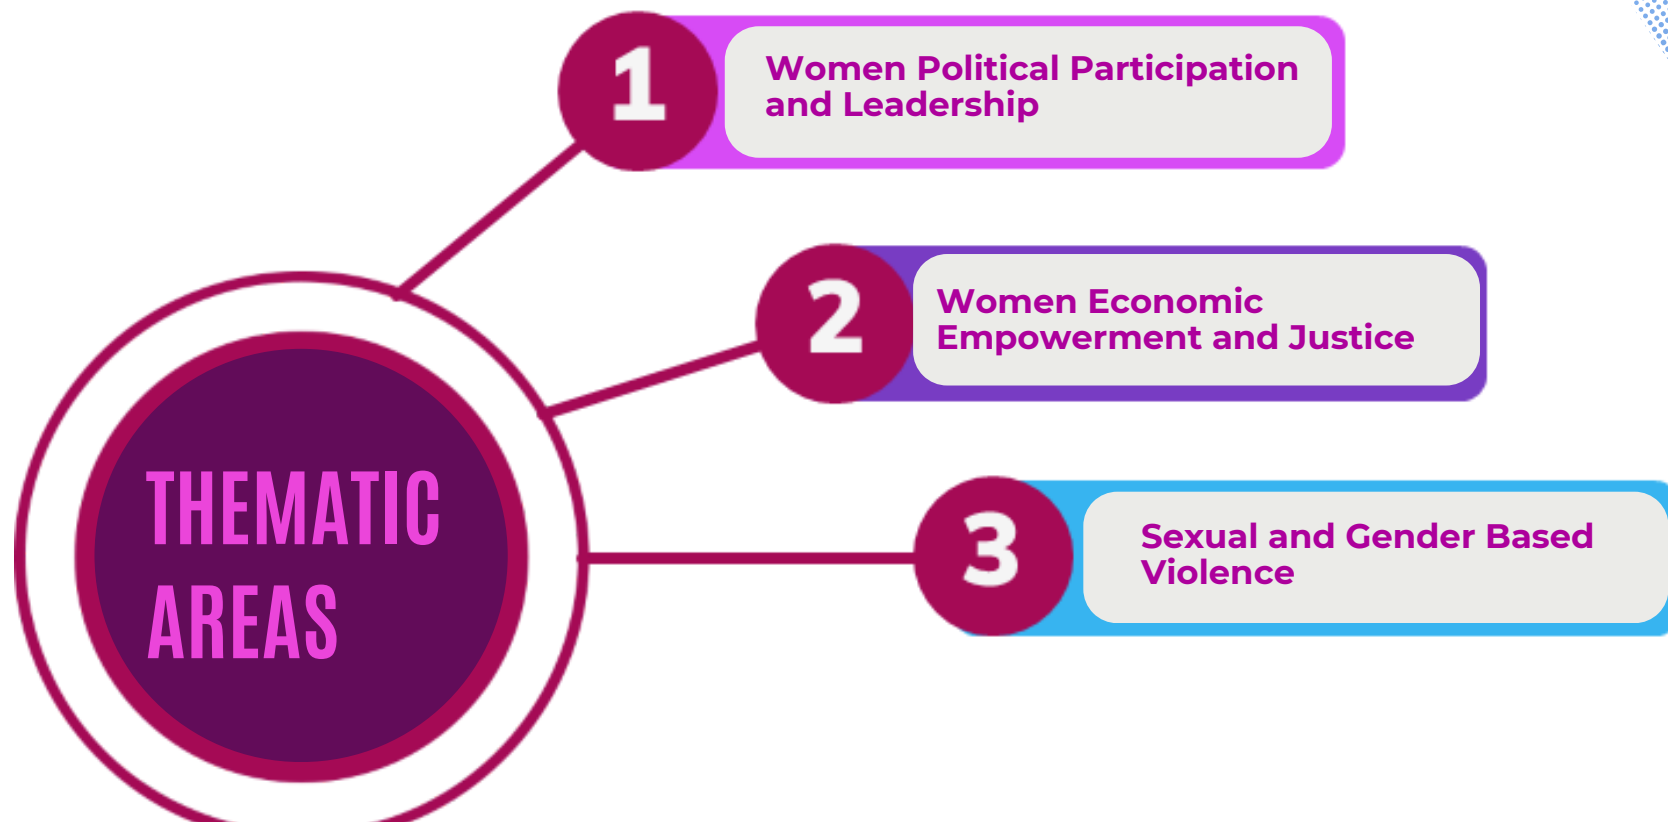 1
Women Political Participation
and Leadership
2
Women Economic
Empowerment and Justice
THEMATIC
AREAS
3
Sexual and Gender Based
Violence